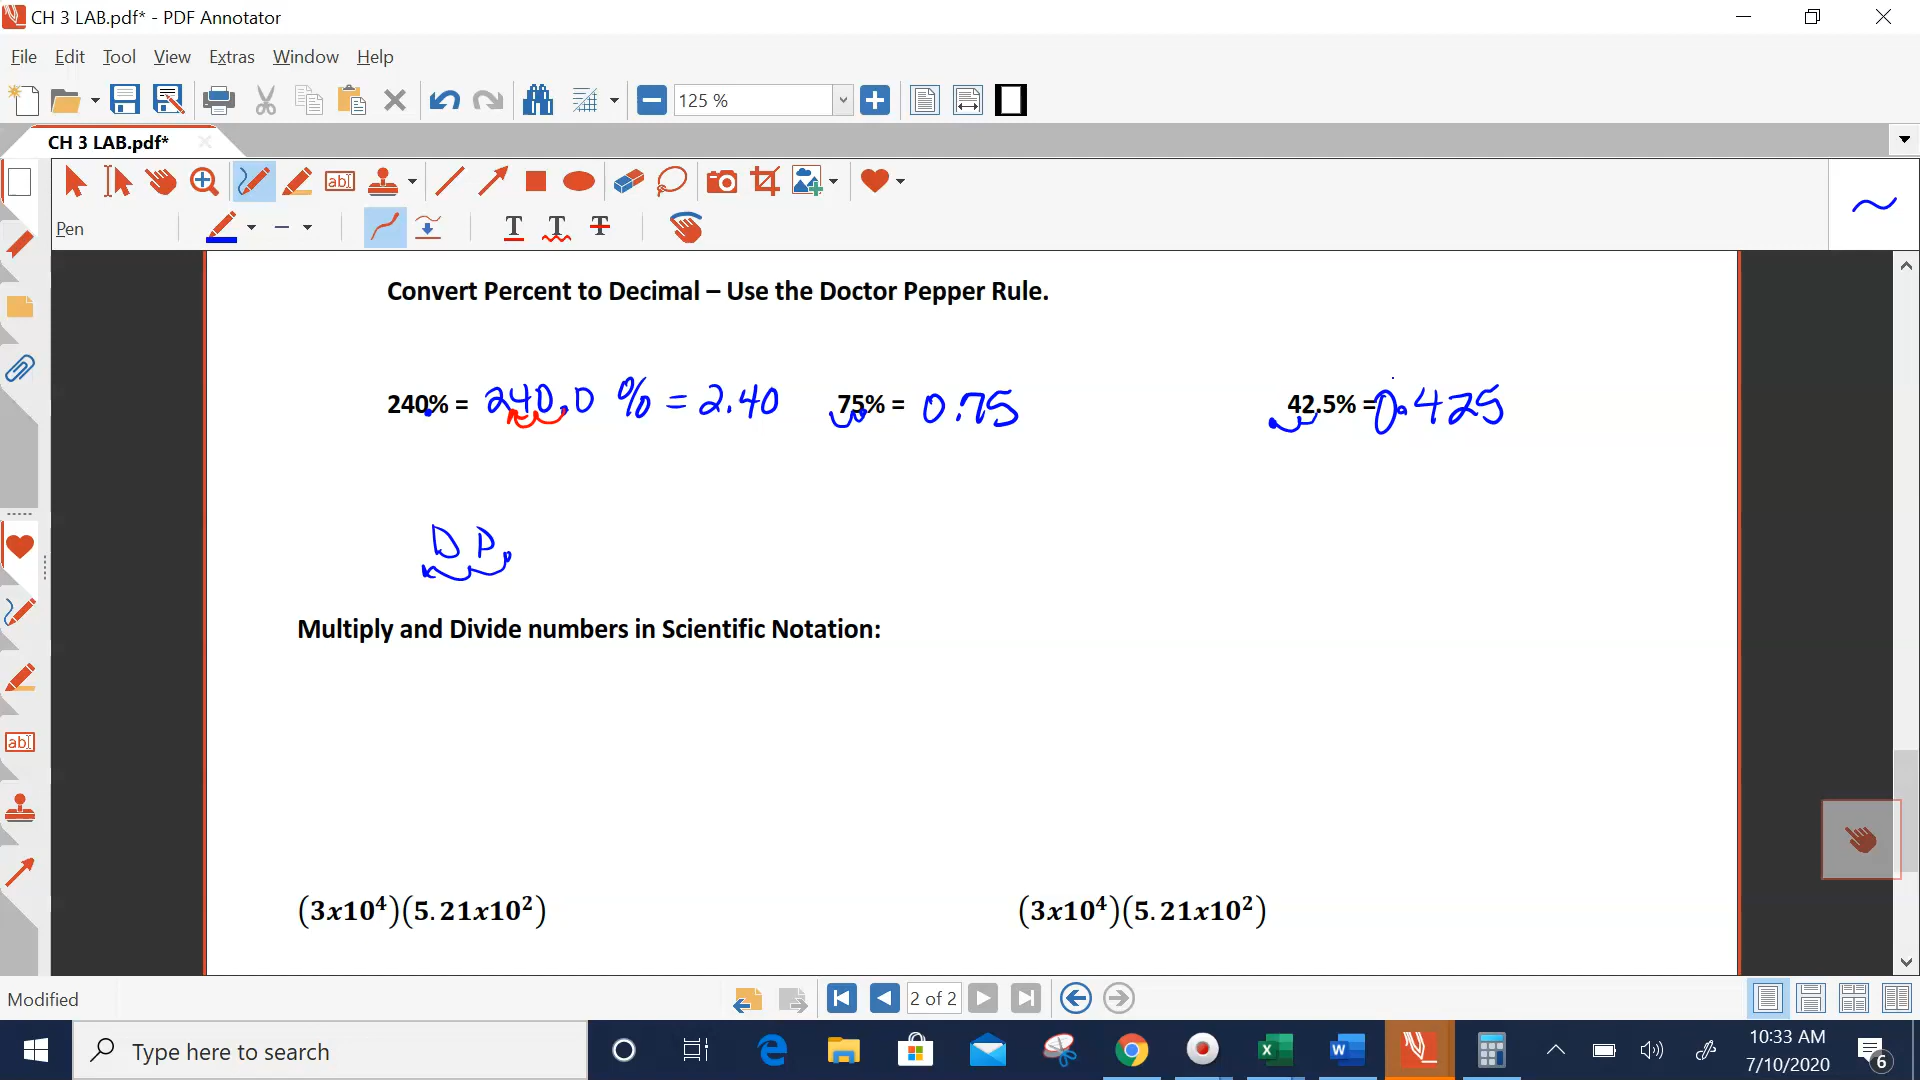 CH 3 LAB.pdf* - PDF Annotator
File Edit Tool View Extras Window Help
125 %
CH 3 LAB.pdf*
Pen
Convert Percent to Decimal – Use the Doctor Pepper Rule.
240% = 240.0 % = 2.40 75% = 0.75 42.5% = 0.425
D P.
Multiply and Divide numbers in Scientific Notation:
(3x10⁴)(5.21x10²) (3x10⁴)(5.21x10²)
Modified
2 of 2
Type here to search
10:33 AM
7/10/2020
6